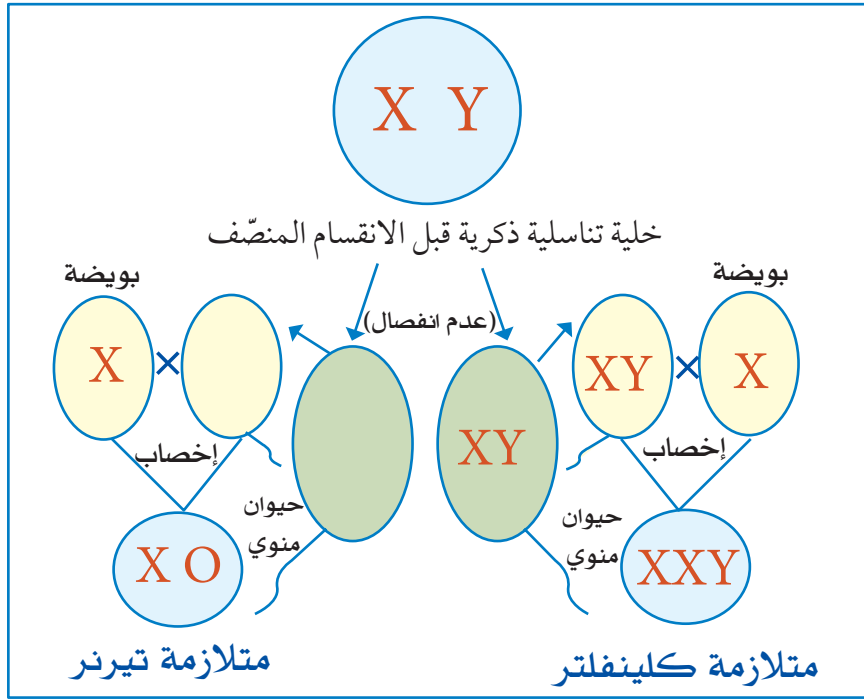 X Y
خلية تناسلية ذكرية قبل الانقسام المنصّف
بويضة
بويضة
(عدم انفصال)
X
×
XY
XY
×
X
إخصاب
إخصاب
حيوان
منوي
حيوان
منوي
XXY
X O
متلازمة كلينفلتر
متلازمة تيرنر